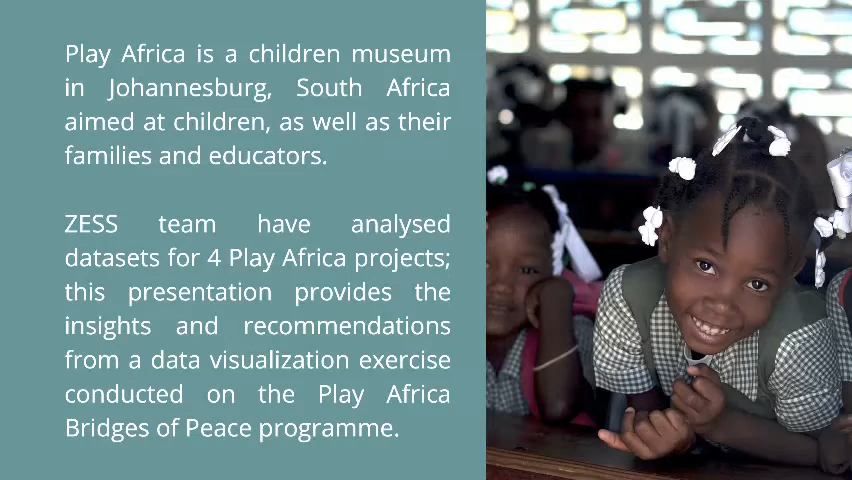 Play Africa is a children museum
in Johannesburg, South Africa
aimed at children, as well as their
families and educators.
ZESS team have analysed
datasets for 4 Play Africa projects;
this presentation provides the
insights and recommendations
from a data visualization exercise
conducted on the Play Africa
Bridges of Peace programme.